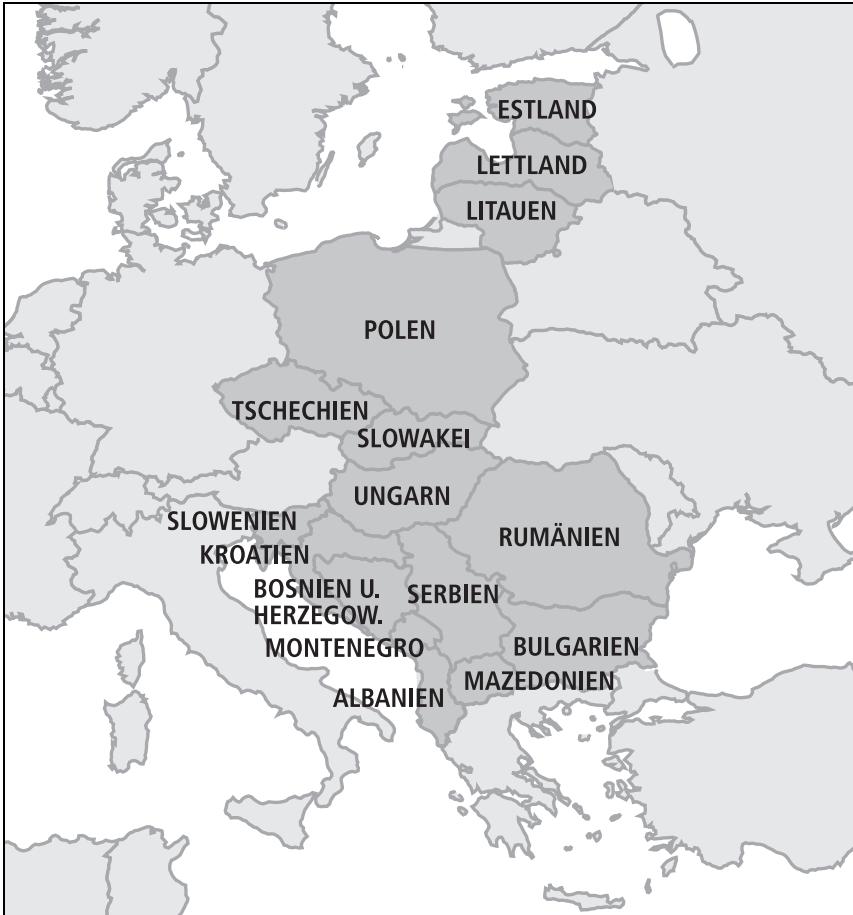 ESTLAND
LETTLAND
LITAUEN
POLEN
TSCHECHIEN
SLOWAKEI
UNGARN
SLOWENIEN
RUMÄNIEN
KROATIEN
BOSNIEN U.
HERZEGOW.
SERBIEN
MONTENEGRO
BULGARIEN
MAZEDONIEN
ALBANIEN